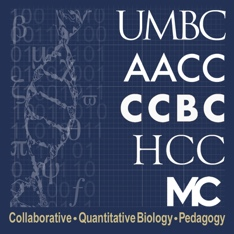 UMBC
AACC
CCBC
HCC
MC
Collaborative • Quantitative Biology • Pedagogy